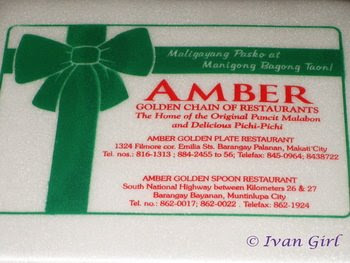 Maligayang Pasko at
Manigong Bagong Taon!
AMBER
GOLDEN CHAIN OF RESTAURANTS
The Home of the Original Pancit Malabon
and Delicious Pichi-Pichi
AMBER GOLDEN PLATE RESTAURANT
1324 Filmore cor. Emilia Sts. Barangay Palanan, Makati City
Tel. nos.: 816-1313 ; 884-2455 to 56; Telefax: 845-0964; 8438722
AMBER GOLDEN SPOON RESTAURANT
South National Highway between Kilometers 26 & 27
Barangay Bayanan, Muntinlupa City
Tel. no.: 862-0017; 862-0022 . Telefax: 862-1924
© Ivan Girl